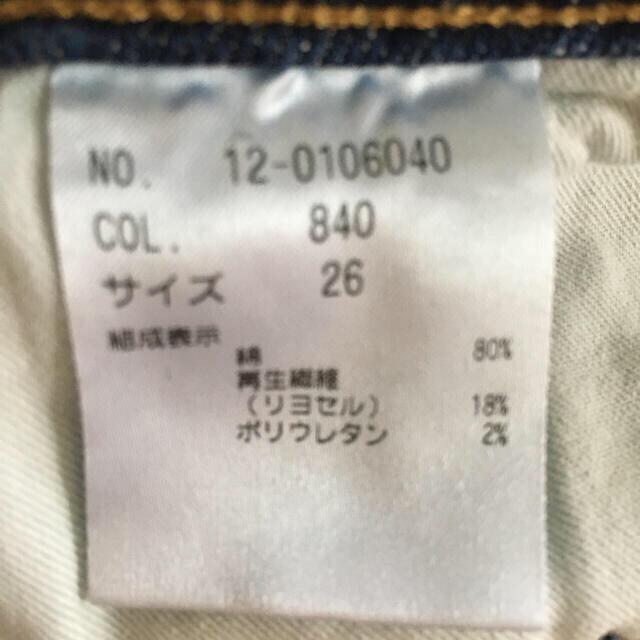 NO. 12-0106040
COL. 840
サイズ 26
組成表示
綿 80%
再生繊維
(リヨセル) 18%
ポリウレタン 2%